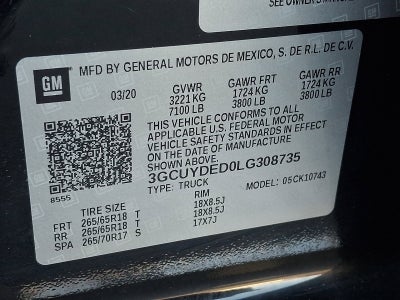 SEE OWNER'S MANUAL
GM
MFD BY GENERAL MOTORS DE MEXICO, S. DE R.L. DE C.V.
03/20 GVWR GAWR FRT GAWR RR
3221 KG 1724 KG 1724 KG
7100 LB 3800 LB 3800 LB
THIS VEHICLE CONFORMS TO ALL
APPLICABLE U.S. FEDERAL MOTOR
VEHICLE SAFETY STANDARDS IN EFFECT
ON THE DATE OF MANUFACTURE
SHOWN ABOVE.
3GCUYDED0LG308735
TYPE: TRUCK 05CK10743
8555
TIRE SIZE RIM
FRT 265/65R18 T 18X8.5J
RR 265/65R18 T 18X8.5J
SPA 265/70R17 S 17X7J